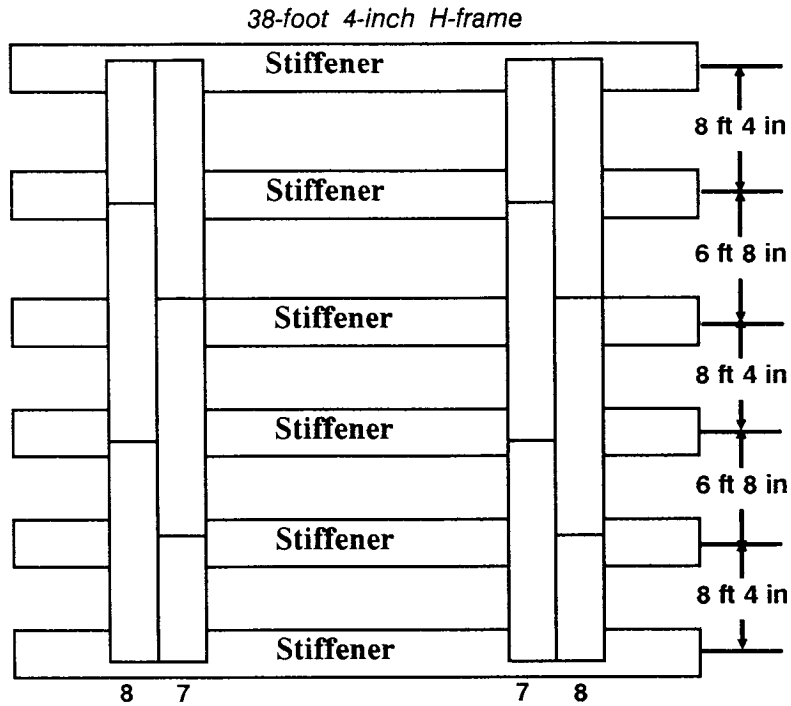 38-foot 4-inch H-frame
Stiffener
8 ft 4 in
Stiffener
6 ft 8 in
Stiffener
8 ft 4 in
Stiffener
6 ft 8 in
Stiffener
8 ft 4 in
Stiffener
8 7 7 8